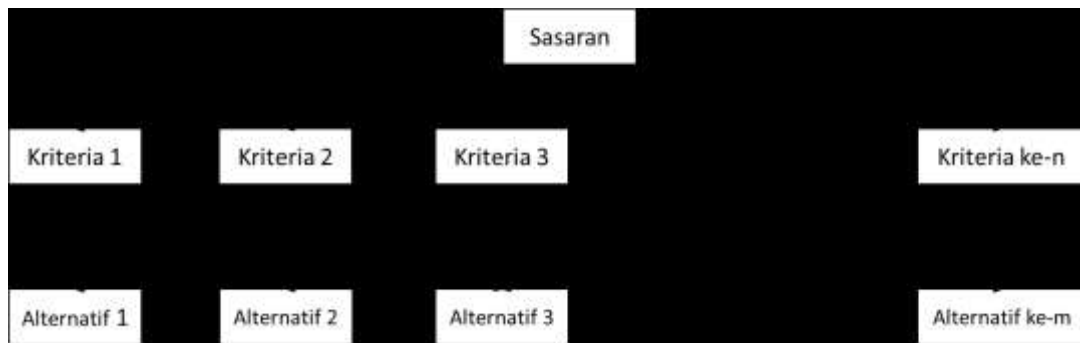 Sasaran
Kriteria 1
Kriteria 2
Kriteria 3
Kriteria ke-n
Alternatif 1
Alternatif 2
Alternatif 3
Alternatif ke-m